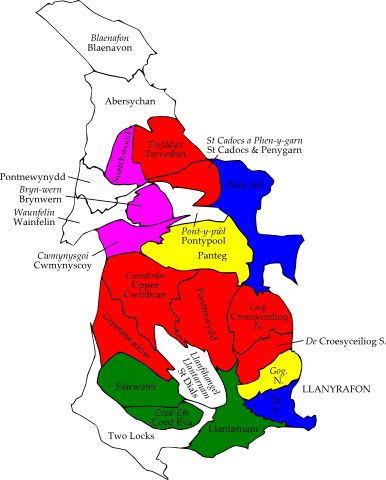 Blaenafon
Blaenavon
Abersychan
Trefddyn
Trevethin
St Cadocs a Phen-y-garn
St Cadocs & Penygarn
Snatchwood
Pontnewynydd
Bryn-wern
Brynwern
New Inn
Waunfelin
Wainfelin
Pont-y-pŵl
Pontypool
Panteg
Cwmynysgoi
Cwmynyscoy
Cwmbrân
Upper
Cwmbran
Pontnewydd
Gog.
Croesyceiliog
N.
De Croesyceiliog S.
Greenmeadow
Llanfihangel
Llantarnam
St Dials
Gog.
N.
LLANYRAFON
Fairwater
De
S.
Coed Efa
Coed Eva
Llantarnam
Two Locks